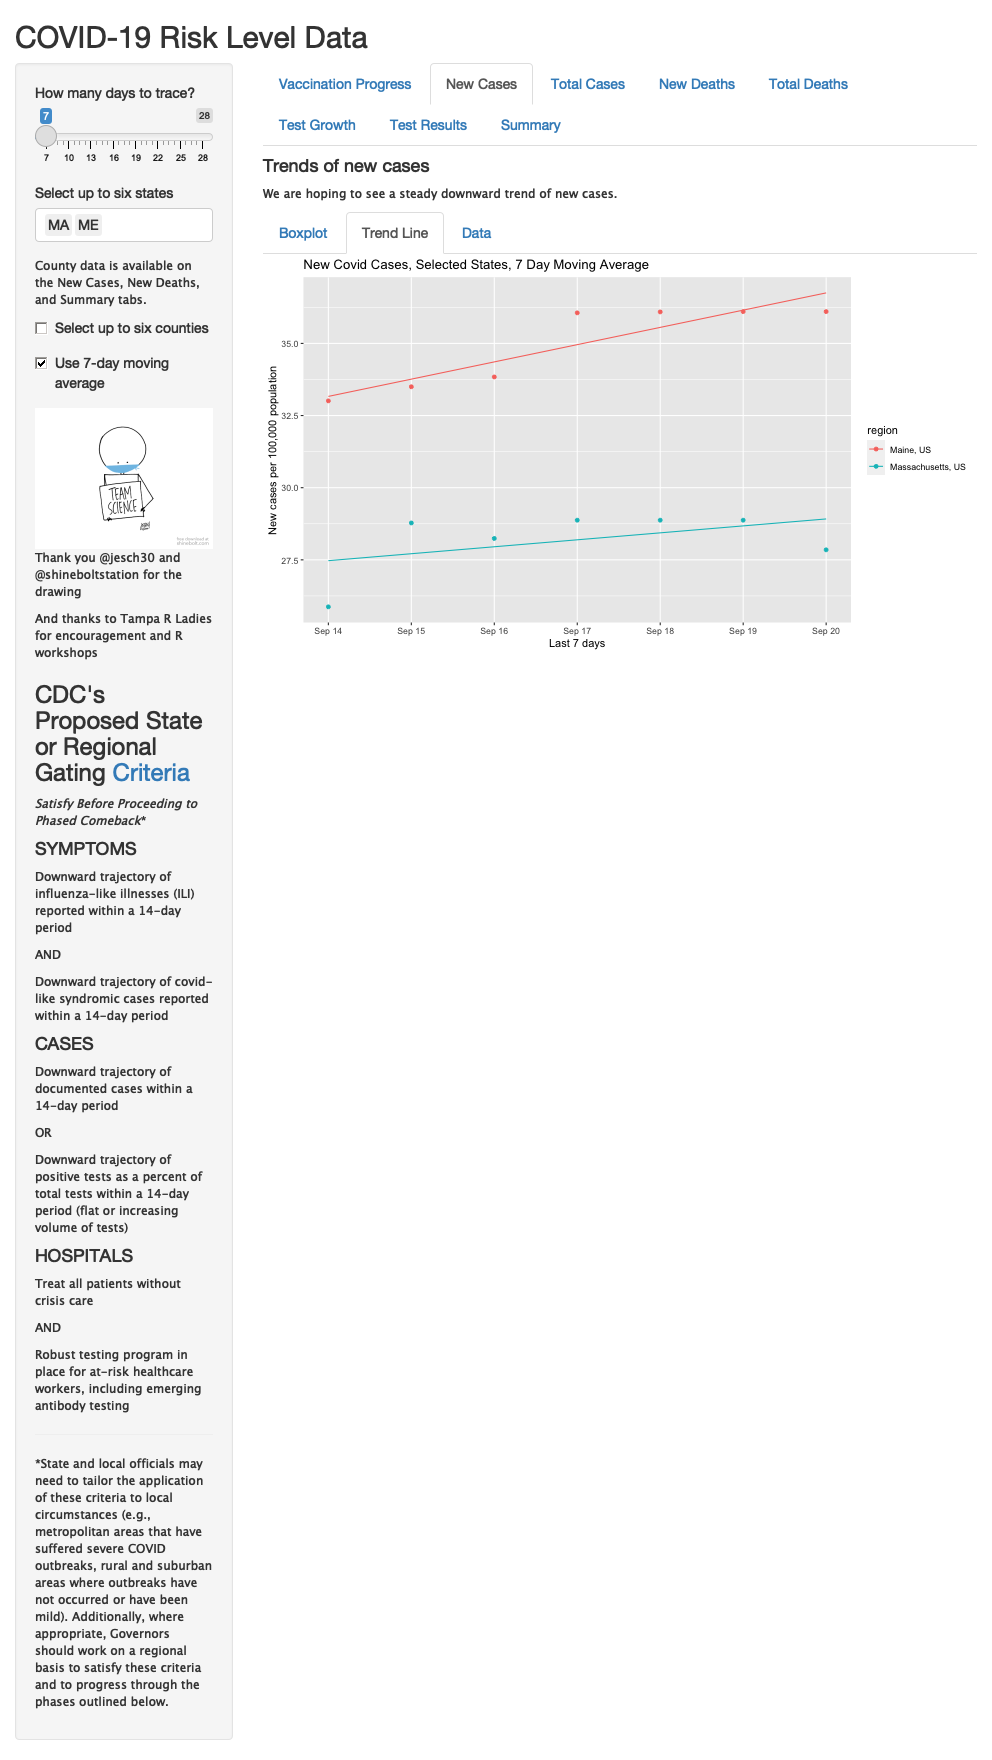 COVID-19 Risk Level Data
How many days to trace?
7
28
7 10 13 16 19 22 25 28
Select up to six states
MA ME
County data is available on
the New Cases, New Deaths,
and Summary tabs.
Select up to six counties
Use 7-day moving
average
TEAM
SCIENCE
free download at
shinebolt.com
Thank you @jesch30 and
@shineboltstation for the
drawing
And thanks to Tampa R Ladies
for encouragement and R
workshops
CDC's
Proposed State
or Regional
Gating Criteria
Satisfy Before Proceeding to
Phased Comeback*
SYMPTOMS
Downward trajectory of
influenza-like illnesses (ILI)
reported within a 14-day
period
AND
Downward trajectory of covid-
like syndromic cases reported
within a 14-day period
CASES
Downward trajectory of
documented cases within a
14-day period
OR
Downward trajectory of
positive tests as a percent of
total tests within a 14-day
period (flat or increasing
volume of tests)
HOSPITALS
Treat all patients without
crisis care
AND
Robust testing program in
place for at-risk healthcare
workers, including emerging
antibody testing
*State and local officials may
need to tailor the application
of these criteria to local
circumstances (e.g.,
metropolitan areas that have
suffered severe COVID
outbreaks, rural and suburban
areas where outbreaks have
not occurred or have been
mild). Additionally, where
appropriate, Governors
should work on a regional
basis to satisfy these criteria
and to progress through the
phases outlined below.
Vaccination Progress New Cases Total Cases New Deaths Total Deaths
Test Growth Test Results Summary
Trends of new cases
We are hoping to see a steady downward trend of new cases.
Boxplot Trend Line Data
New Covid Cases, Selected States, 7 Day Moving Average
New cases per 100,000 population
35.0
32.5
30.0
27.5
Sep 14 Sep 15 Sep 16 Sep 17 Sep 18 Sep 19 Sep 20
Last 7 days
region
Maine, US
Massachusetts, US